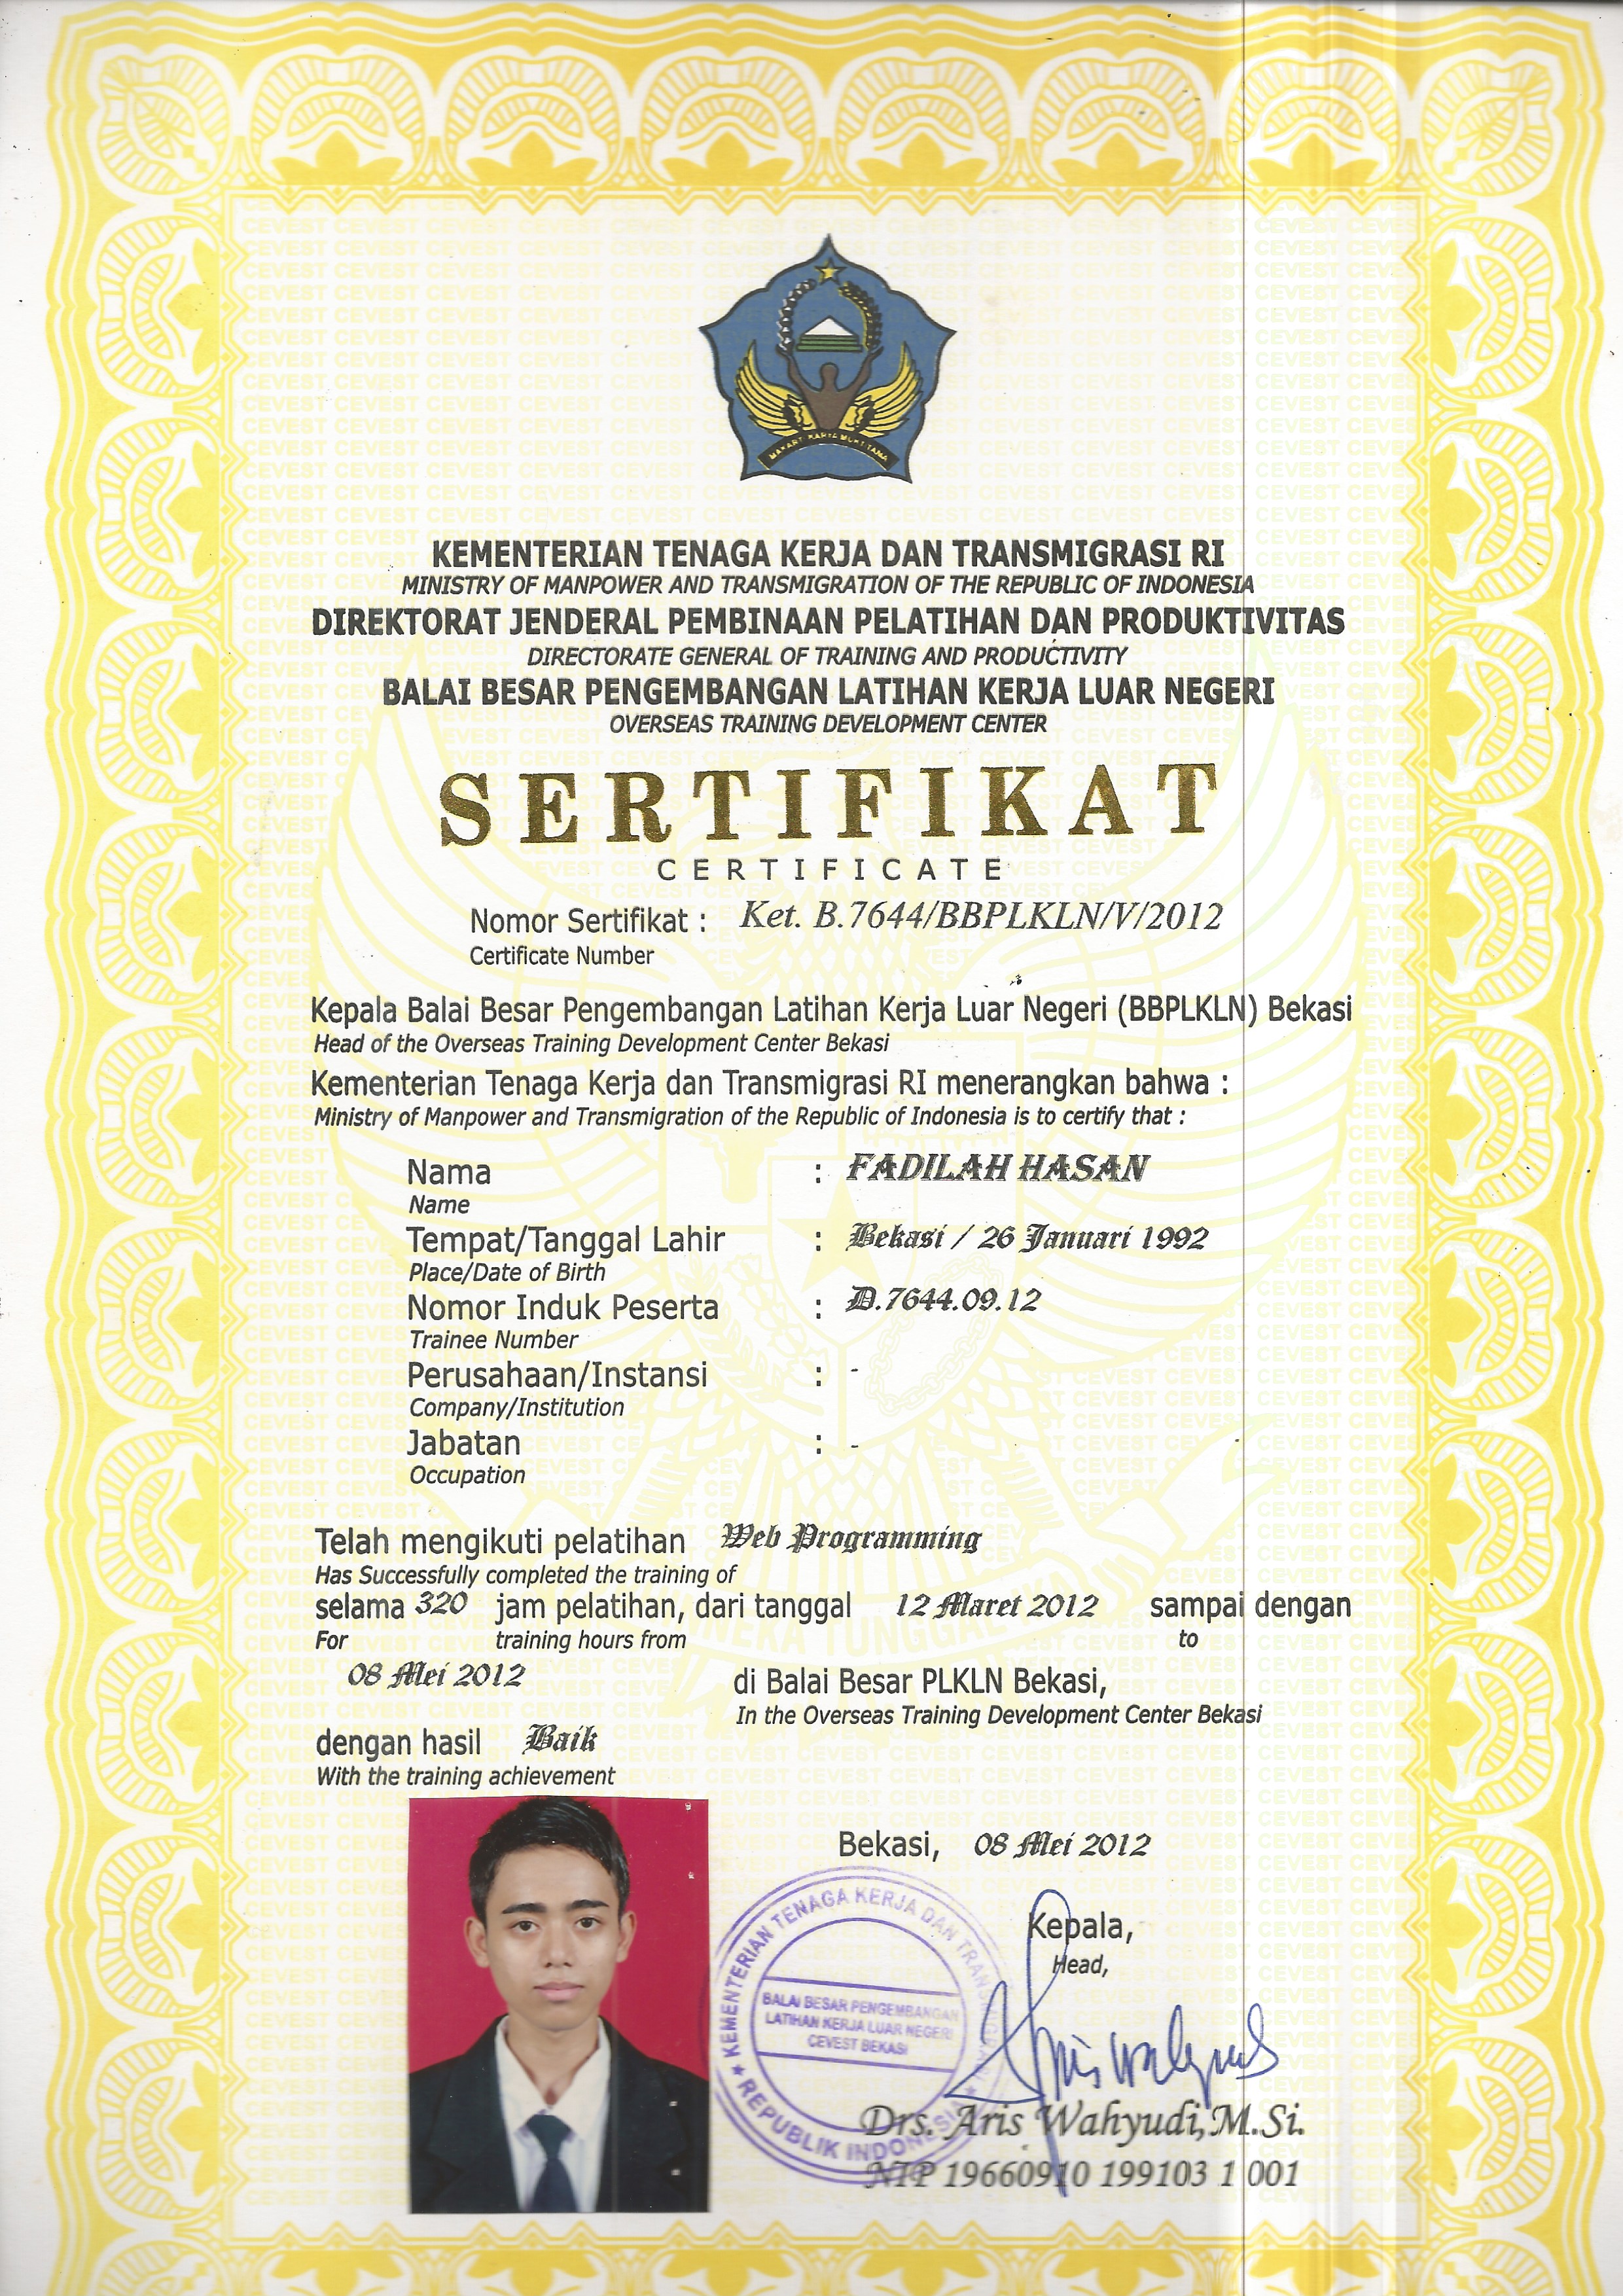 MAKARTI KARYA MUKTITAMA
KEMENTERIAN TENAGA KERJA DAN TRANSMIGRASI RI
MINISTRY OF MANPOWER AND TRANSMIGRATION OF THE REPUBLIC OF INDONESIA
DIREKTORAT JENDERAL PEMBINAAN PELATIHAN DAN PRODUKTIVITAS
DIRECTORATE GENERAL OF TRAINING AND PRODUCTIVITY
BALAI BESAR PENGEMBANGAN LATIHAN KERJA LUAR NEGERI
OVERSEAS TRAINING DEVELOPMENT CENTER
SERTIFIKAT
CERTIFICATE
Nomor Sertifikat : Ket. B.7644/BBPLKLN/V/2012
Certificate Number
Kepala Balai Besar Pengembangan Latihan Kerja Luar Negeri (BBPLKLN) Bekasi
Head of the Overseas Training Development Center Bekasi
Kementerian Tenaga Kerja dan Transmigrasi RI menerangkan bahwa :
Ministry of Manpower and Transmigration of the Republic of Indonesia is to certify that :
Nama : FADILAH HASAN
Name
Tempat/Tanggal Lahir : Bekasi / 26 Januari 1992
Place/Date of Birth
Nomor Induk Peserta : D.7644.09.12
Trainee Number
Perusahaan/Instansi : -
Company/Institution
Jabatan : -
Occupation
Telah mengikuti pelatihan Web Programming
Has Successfully completed the training of
selama 320 jam pelatihan, dari tanggal 12 Maret 2012 sampai dengan
For training hours from to
08 Mei 2012 di Balai Besar PLKLN Bekasi,
In the Overseas Training Development Center Bekasi
dengan hasil Baik
With the training achievement
Bekasi, 08 Mei 2012
Kepala,
Head,
KEMENTERIAN TENAGA KERJA DAN TRANSMIGRASI
BALAI BESAR PENGEMBANGAN
LATIHAN KERJA LUAR NEGERI
CEVEST BEKASI
REPUBLIK INDONESIA
Drs. Aris Wahyudi,M.Si.
NIP 19660910 199103 1 001